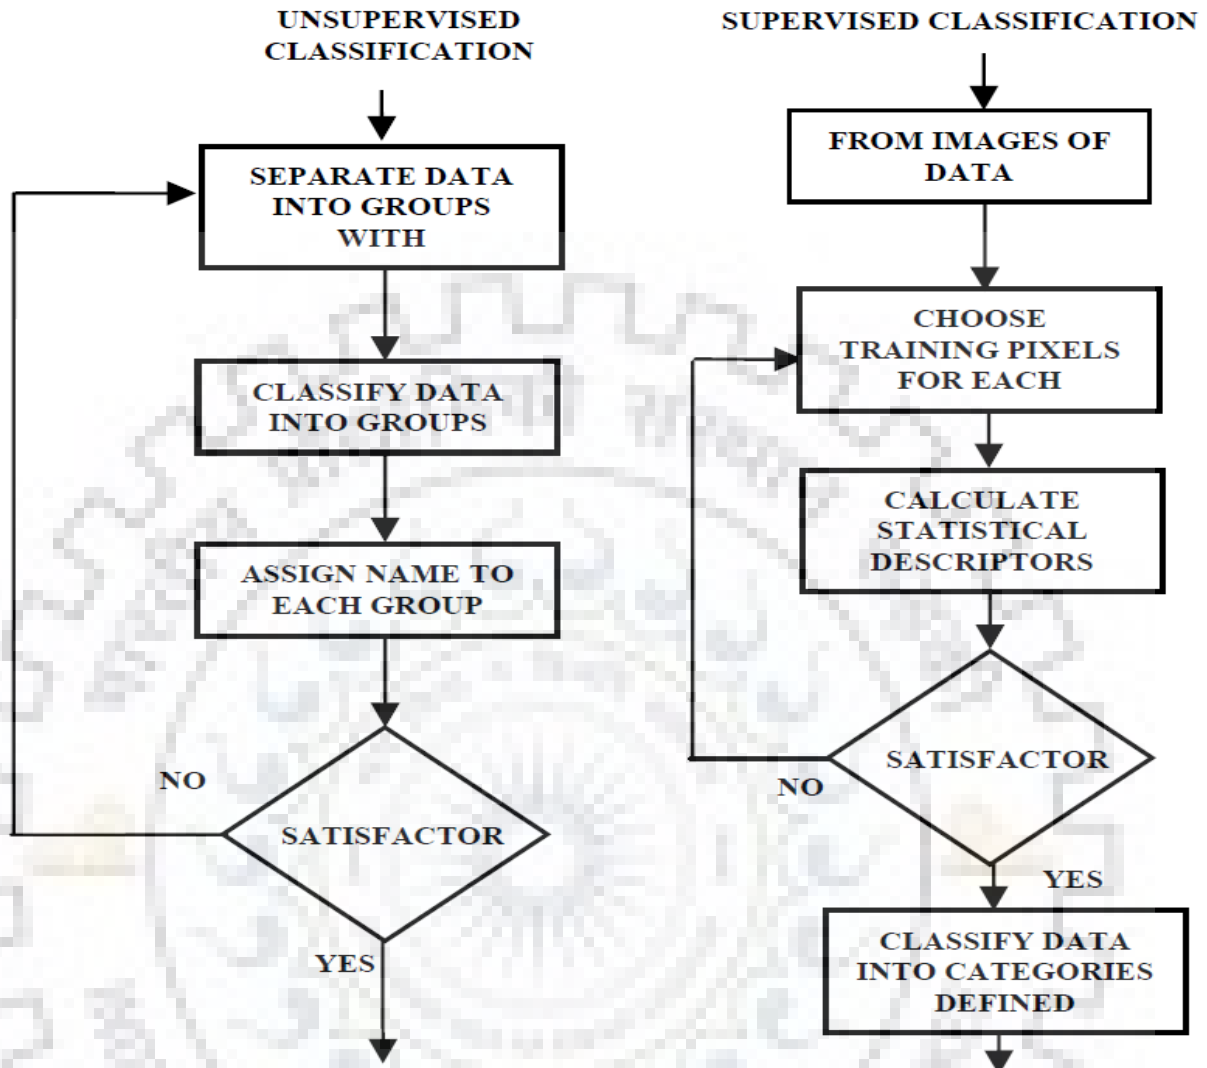 UNSUPERVISED
CLASSIFICATION
SEPARATE DATA
INTO GROUPS
WITH
CLASSIFY DATA
INTO GROUPS
ASSIGN NAME TO
EACH GROUP
NO
SATISFACTOR
YES
SUPERVISED CLASSIFICATION
FROM IMAGES OF
DATA
CHOOSE
TRAINING PIXELS
FOR EACH
CALCULATE
STATISTICAL
DESCRIPTORS
SATISFACTOR
NO
YES
CLASSIFY DATA
INTO CATEGORIES
DEFINED